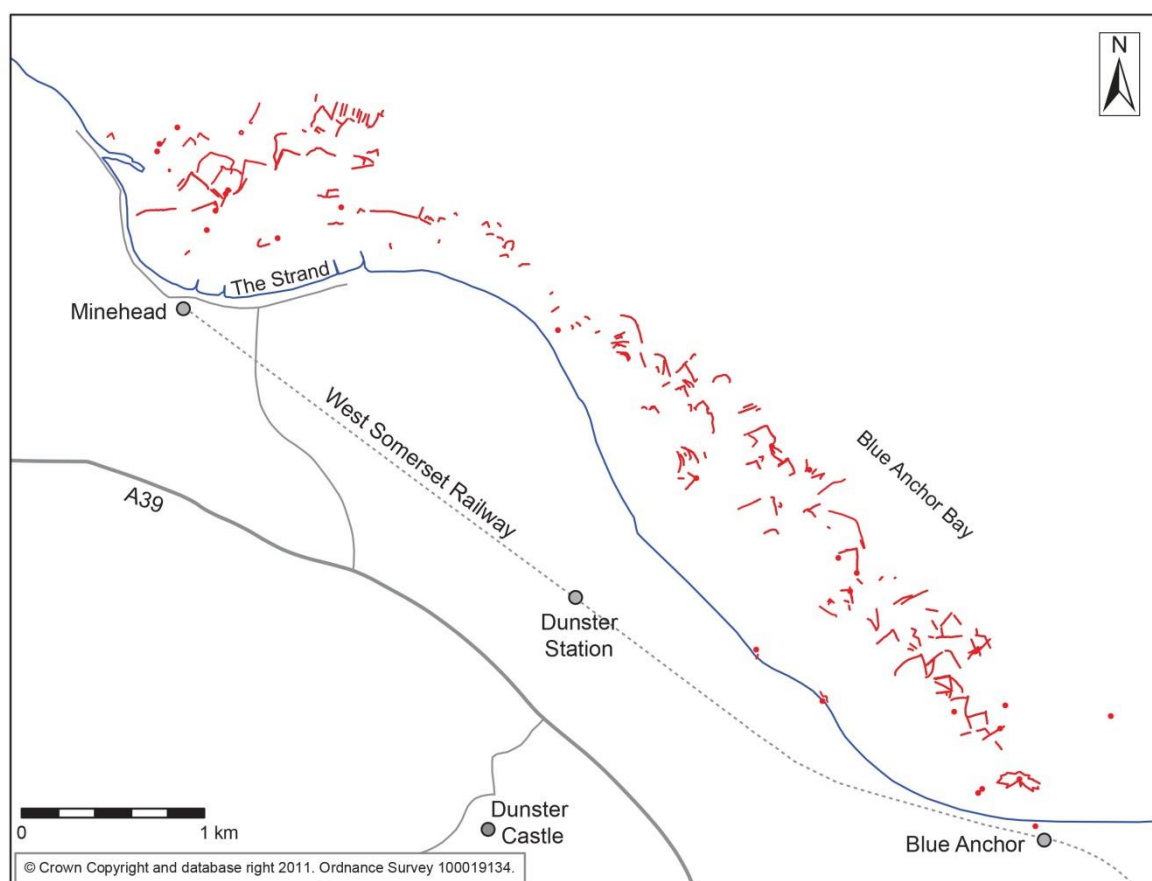 N
The Strand
Minehead
West Somerset Railway
Blue Anchor Bay
A39
Dunster
Station
Dunster
Castle
0 1 km
Blue Anchor
© Crown Copyright and database right 2011. Ordnance Survey 100019134.